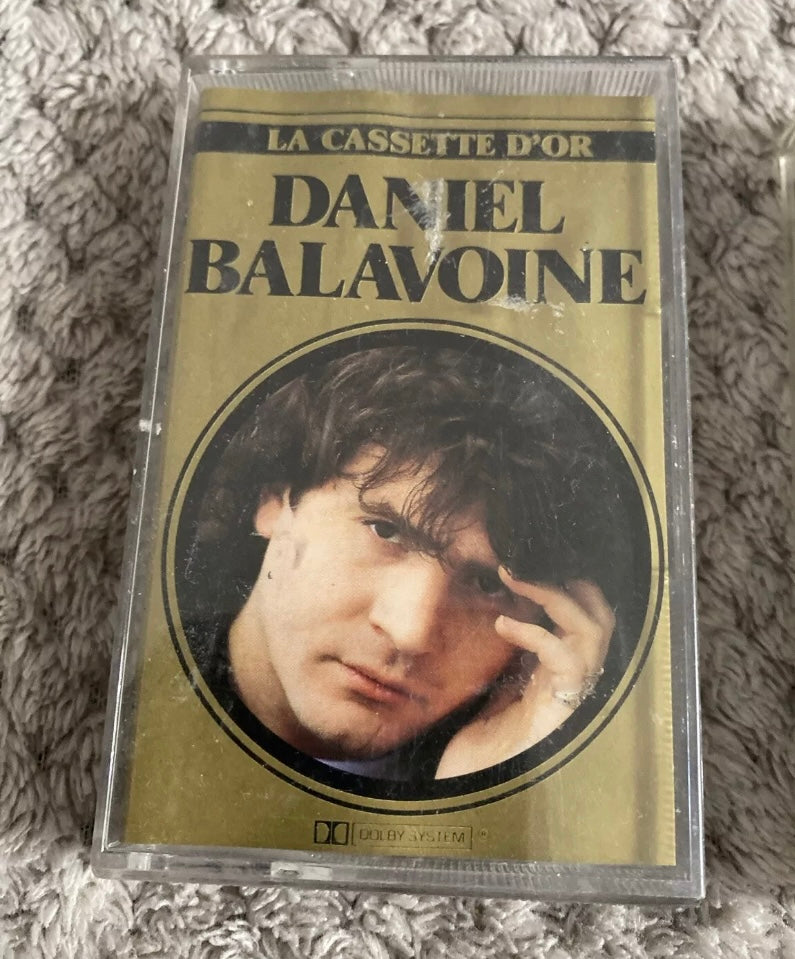 LA CASSETTE D'OR
DANIEL
BALAVOINE
DOLBY SYSTEM ®